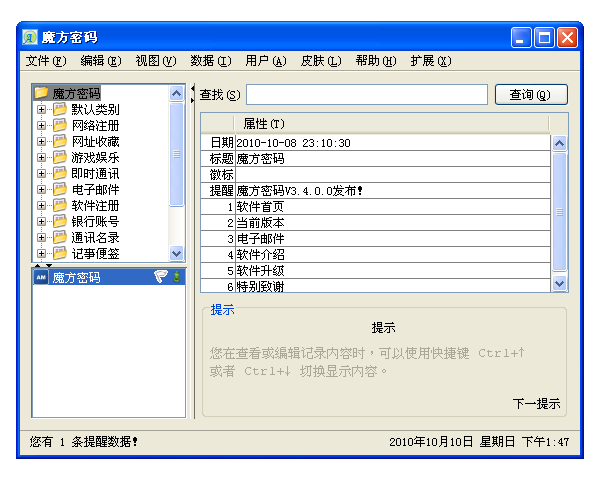 魔方密码
文件(F) 编辑(E) 视图(V) 数据(I) 用户(A) 皮肤(L) 帮助(H) 扩展(X)
魔方密码
默认类别
网络注册
网址收藏
游戏娱乐
即时通讯
电子邮件
软件注册
银行账号
通讯名录
记事便签
AM 魔方密码
查找(S) 查询(Q)
属性(T)
日期 2010-10-08 23:10:30
标题 魔方密码
徽标
提醒 魔方密码V3.4.0.0发布!
1 软件首页
2 当前版本
3 电子邮件
4 软件介绍
5 软件升级
6 特别致谢
提示
提示
您在查看或编辑记录内容时，可以使用快捷键 Ctrl+↑
或者 Ctrl+↓ 切换显示内容。
下一提示
您有 1 条提醒数据! 2010年10月10日 星期日 下午1:47